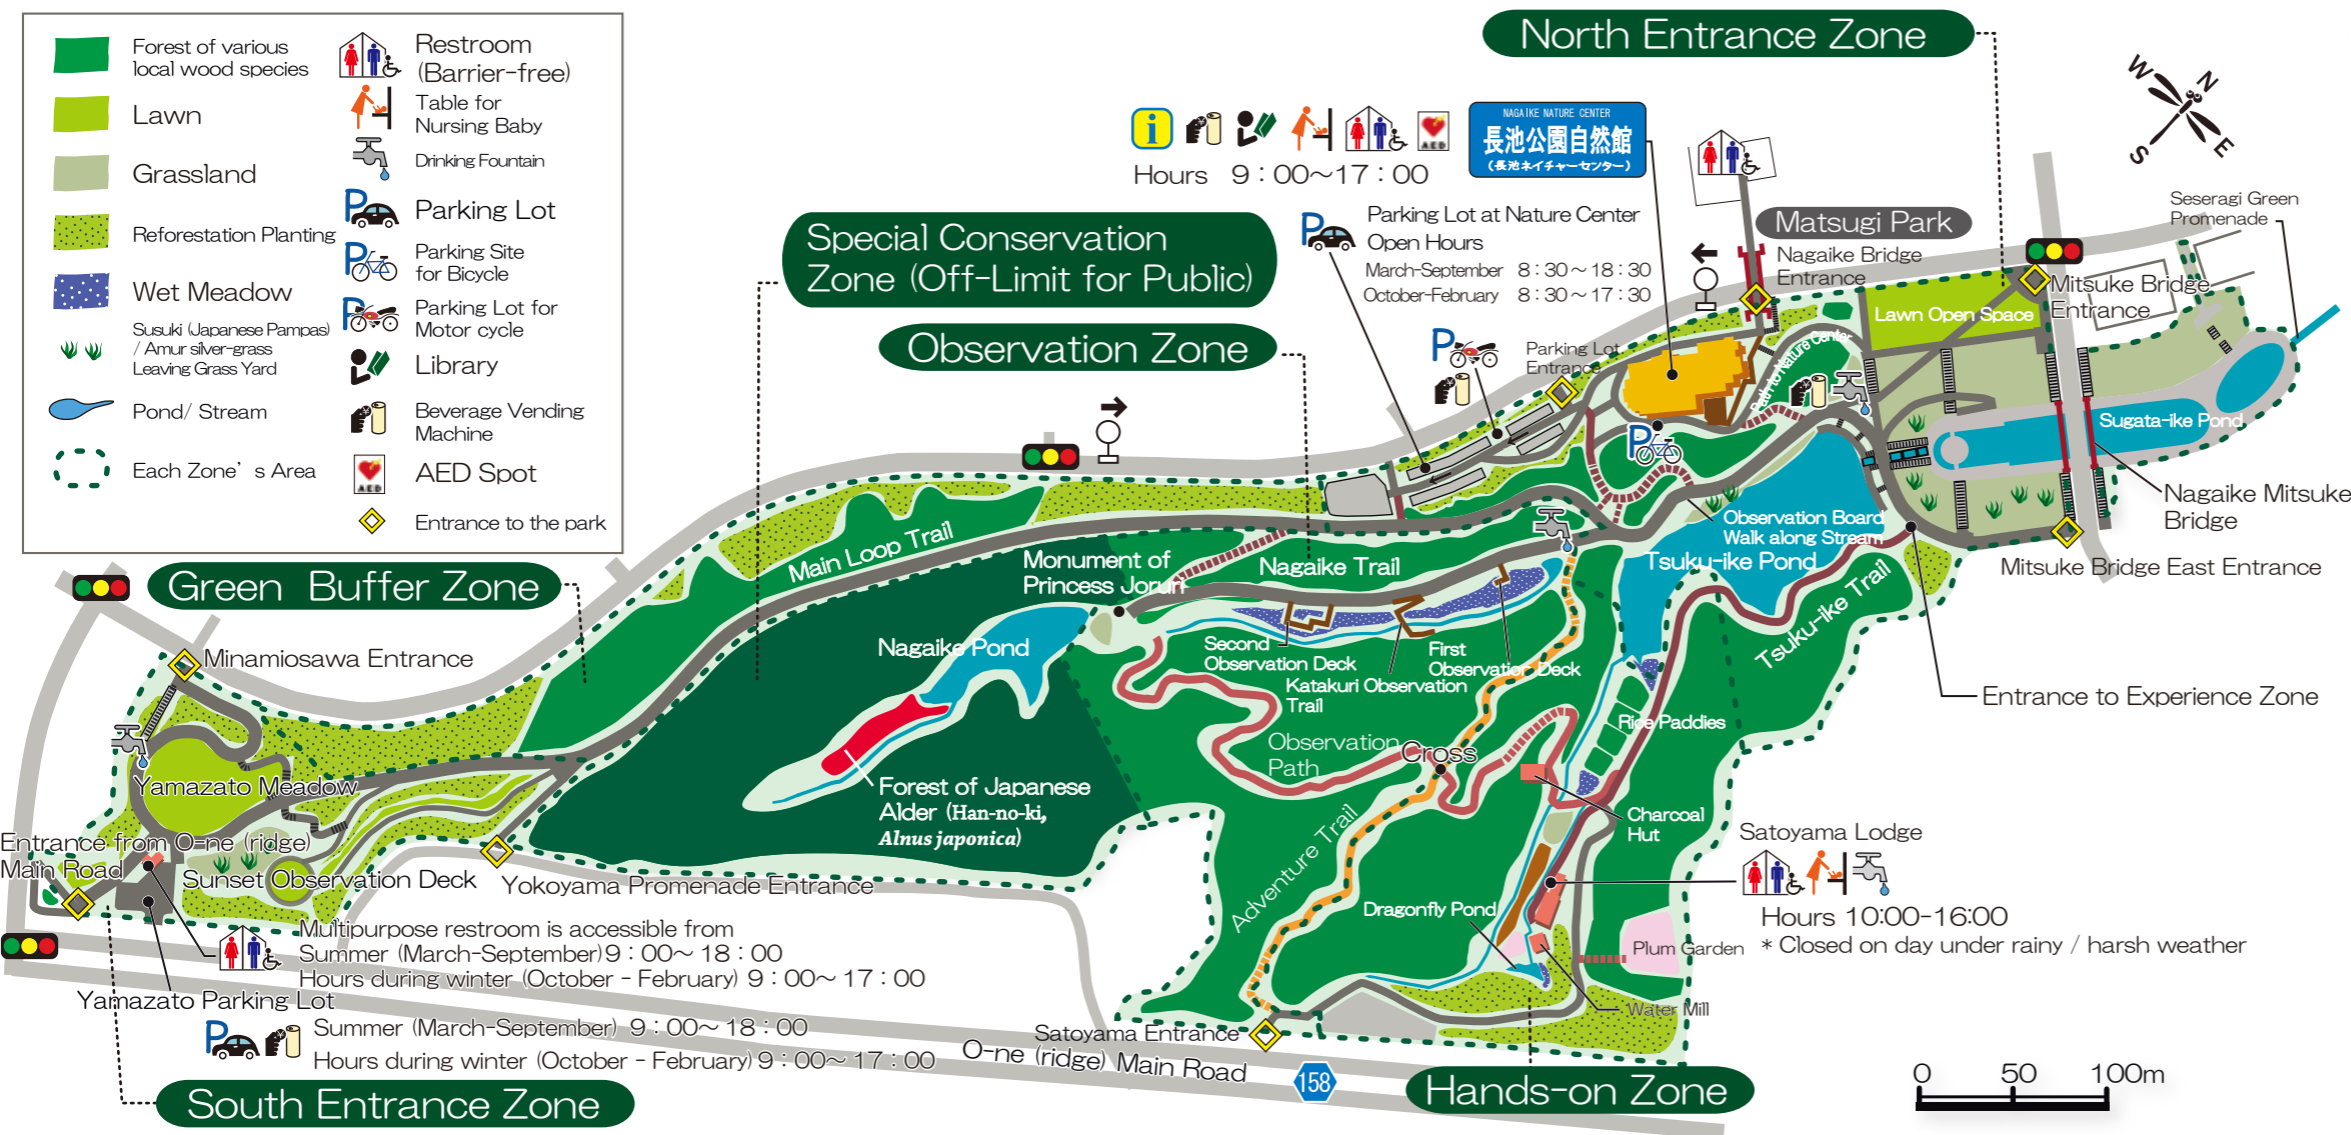 Forest of various
local wood species
Lawn
Grassland
Reforestation Planting
Wet Meadow
Susuki (Japanese Pampas)
/ Amur silver-grass
Leaving Grass Yard
Pond/ Stream
Each Zone's Area
Restroom
(Barrier-free)
Table for
Nursing Baby
Drinking Fountain
P
Parking Lot
P
Parking Site
for Bicycle
P
Parking Lot for
Motor cycle
Library
Beverage Vending
Machine
AED
AED Spot
Entrance to the park
North Entrance Zone
W
N
S
E
i
AED
NAGAIKE NATURE CENTER
長池公園自然館
(長池ネイチャーセンター)
Hours 9:00～17:00
P
Parking Lot at Nature Center
Open Hours
March-September 8:30～18:30
October-February 8:30～17:30
Special Conservation
Zone (Off-Limit for Public)
Observation Zone
Matsugi Park
Nagaike Bridge
Entrance
Seseragi Green
Promenade
Mitsuke Bridge
Entrance
Lawn Open Space
P
Parking Lot
Entrance
Path to Nature Center
P
Sugata-ike Pond
Nagaike Mitsuke
Bridge
Observation Board
Walk along Stream
Tsuku-ike Pond
Mitsuke Bridge East Entrance
Tsuku-ike Trail
Entrance to Experience Zone
Main Loop Trail
Monument of
Princess Joruri
Nagaike Trail
Green Buffer Zone
Minamiosawa Entrance
Nagaike Pond
Second
Observation Deck
First
Observation Deck
Katakuri Observation
Trail
Observation
Path
Cross
Rice Paddies
Forest of Japanese
Alder (Han-no-ki,
Alnus japonica)
Yamazato Meadow
Entrance from O-ne (ridge)
Main Road
Sunset Observation Deck
Yokoyama Promenade Entrance
Adventure Trail
Charcoal
Hut
Satoyama Lodge
Hours 10:00-16:00
* Closed on day under rainy / harsh weather
Dragonfly Pond
Plum Garden
Water Mill
Multipurpose restroom is accessible from
Summer (March-September) 9:00～18:00
Hours during winter (October - February) 9:00～17:00
Yamazato Parking Lot
P
Summer (March-September) 9:00～18:00
Hours during winter (October - February) 9:00～17:00
Satoyama Entrance
O-ne (ridge) Main Road
158
South Entrance Zone
Hands-on Zone
0 50 100m